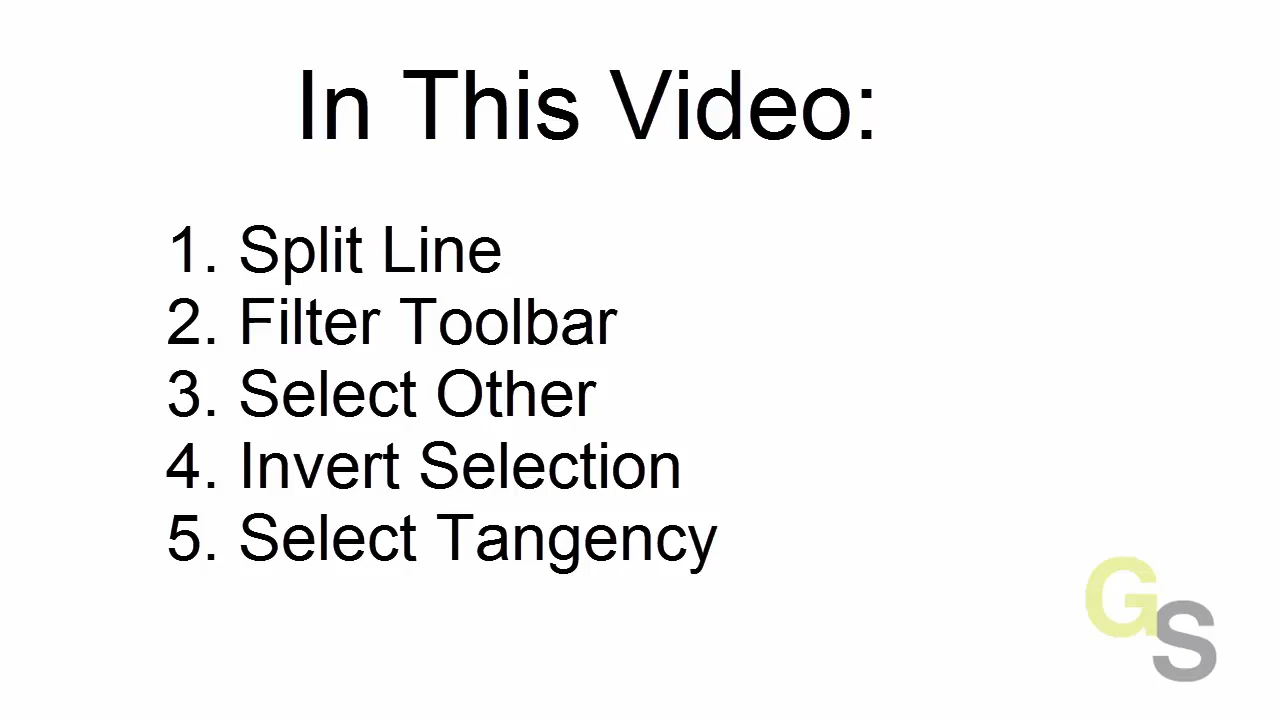 In This Video:
1. Split Line
2. Filter Toolbar
3. Select Other
4. Invert Selection
5. Select Tangency
GS